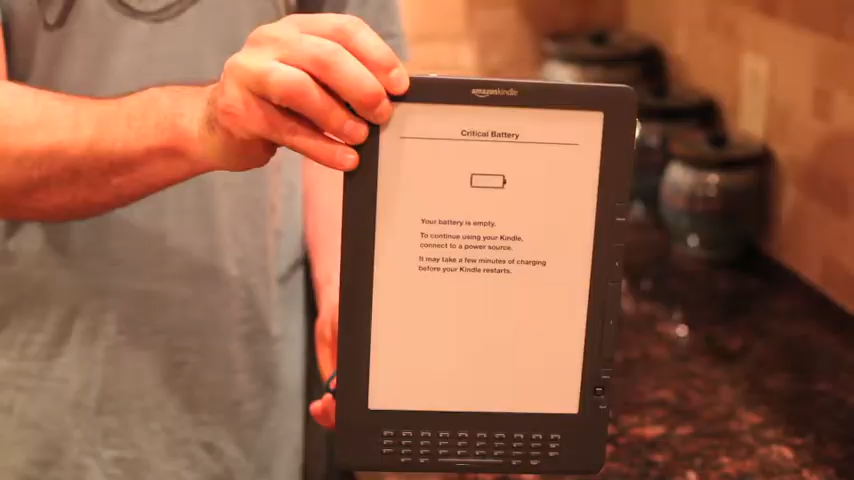 amazonkindle
Critical Battery
Your battery is empty.
To continue using your Kindle,
connect to a power source.
It may take a few minutes of charging
before your Kindle restarts.